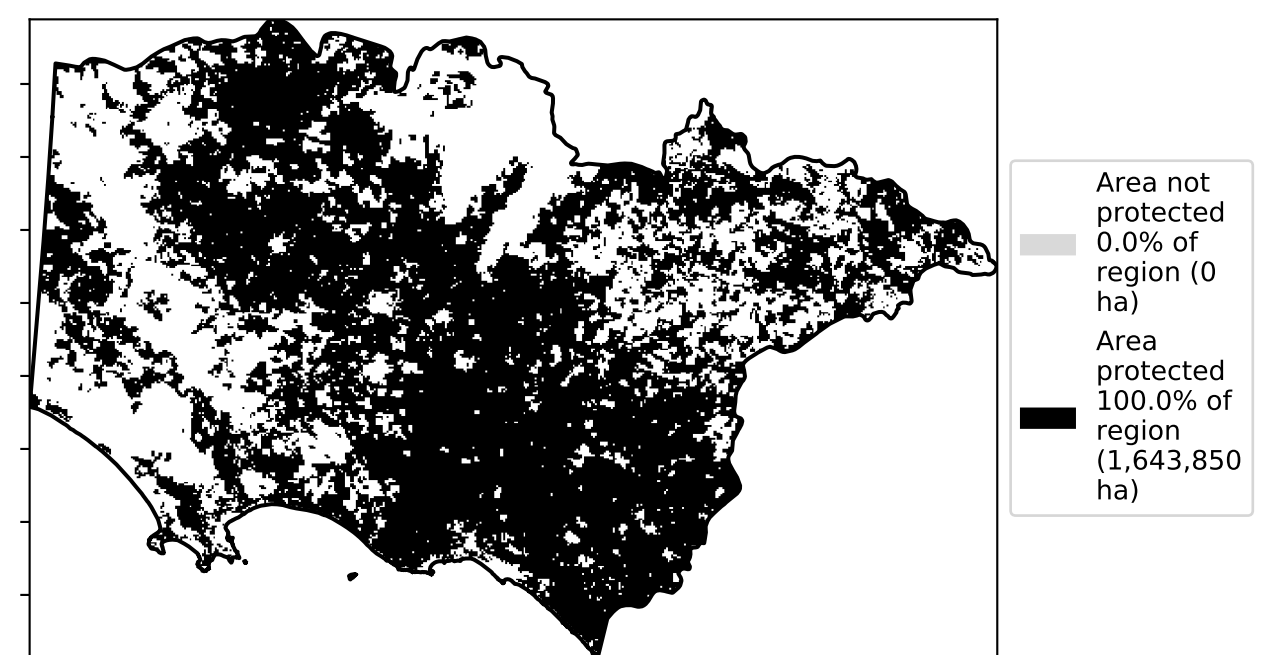 Area not
protected
0.0% of
region (0
ha)
Area
protected
100.0% of
region
(1,643,850
ha)